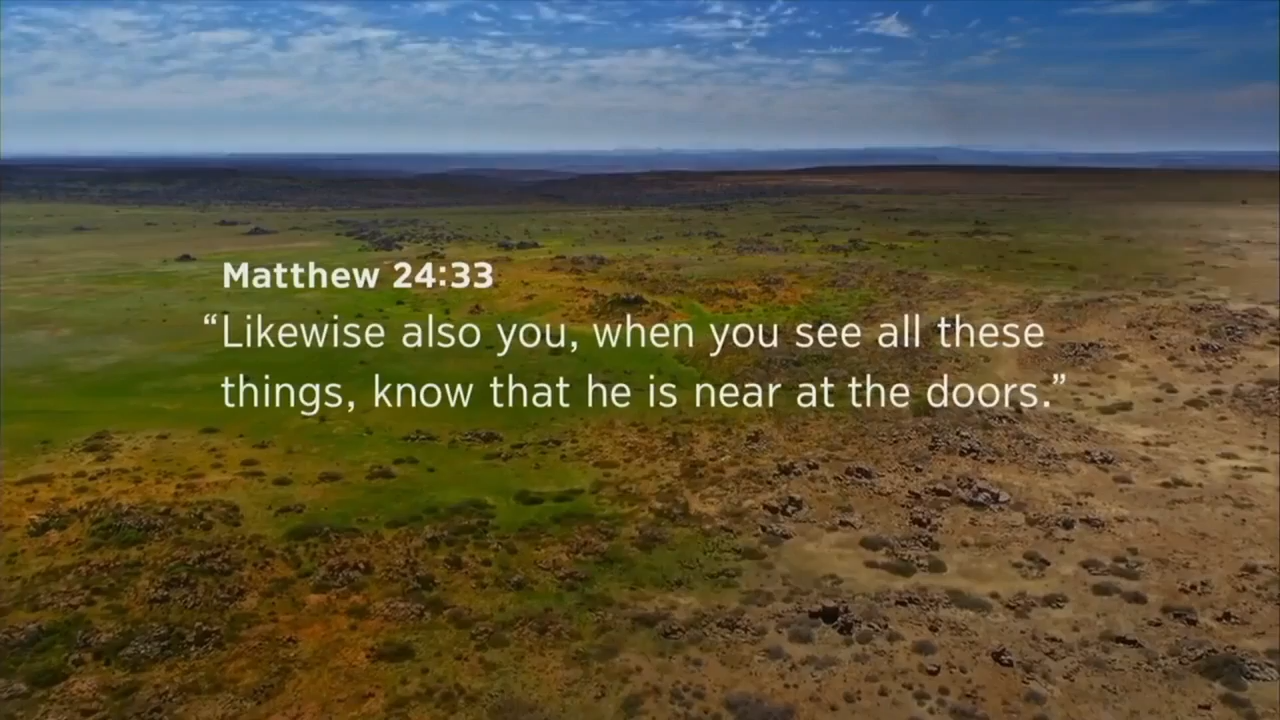 Matthew 24:33
“Likewise also you, when you see all these
things, know that he is near at the doors.”